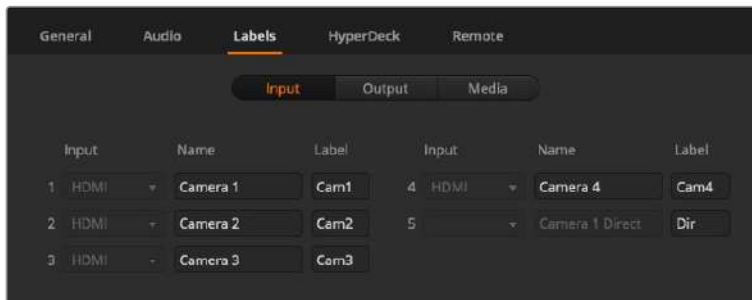 General Audio Labels HyperDeck Remote
Input Output Media
Input Name Label Input Name Label
1 HDMI Camera 1 Cam1 4 HDMI Camera 4 Cam4
2 HDMI Camera 2 Cam2 5 Camera 1 Direct Dir
3 HDMI Camera 3 Cam3